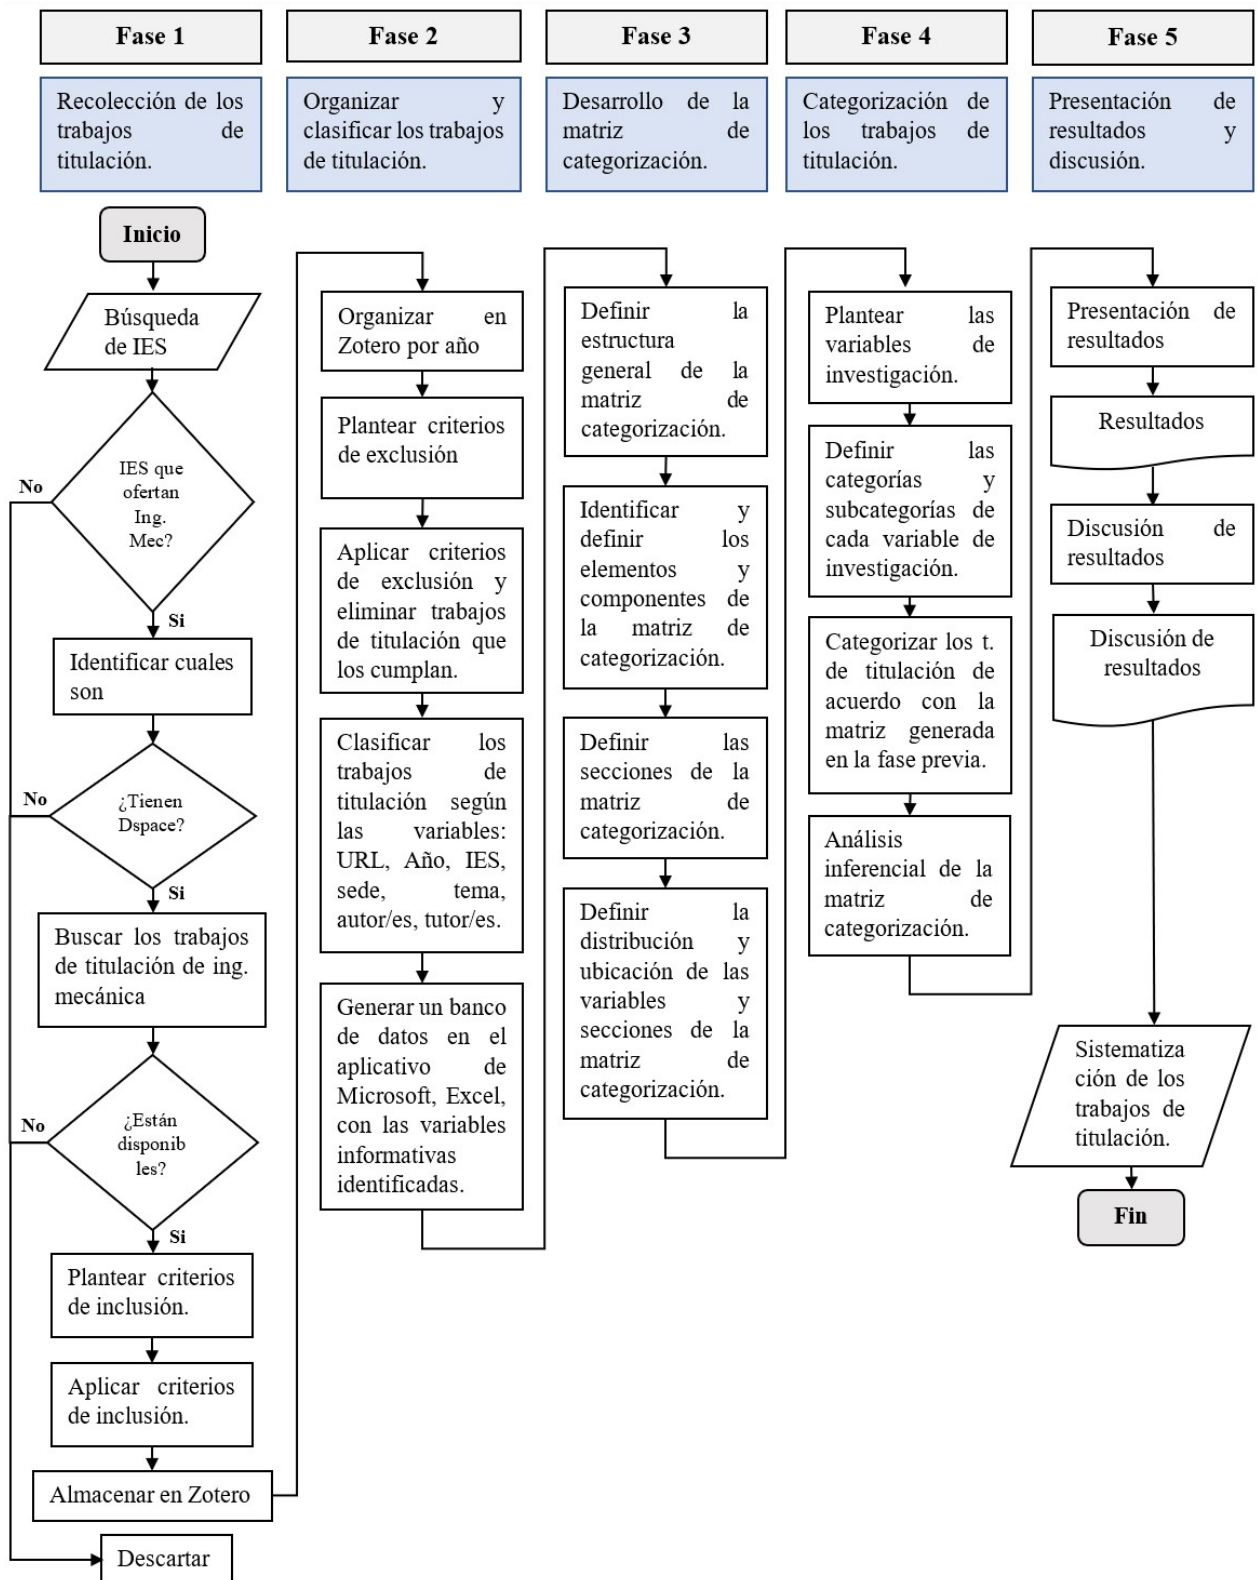 Fase 1
Recolección de los
trabajos de
titulación.
Inicio
Búsqueda
de IES
IES que
ofertan
Ing.
Mec?
No
Si
Identificar cuales
son
¿Tienen
Dspace?
No
Si
Buscar los trabajos
de titulación de ing.
mecánica
¿Están
disponib
les?
No
Si
Plantear criterios
de inclusión.
Aplicar criterios
de inclusión.
Almacenar en Zotero
Descartar
Fase 2
Organizar y
clasificar los trabajos
de titulación.
Organizar en
Zotero por año
Plantear criterios
de exclusión
Aplicar criterios
de exclusión y
eliminar trabajos
de titulación que
los cumplan.
Clasificar los
trabajos de
titulación según
las variables:
URL, Año, IES,
sede, tema,
autor/es, tutor/es.
Generar un banco
de datos en el
aplicativo de
Microsoft, Excel,
con las variables
informativas
identificadas.
Fase 3
Desarrollo de la
matriz de
categorización.
Definir la
estructura
general de la
matriz de
categorización.
Identificar y
definir los
elementos y
componentes de
la matriz de
categorización.
Definir las
secciones de la
matriz de
categorización.
Definir la
distribución y
ubicación de las
variables y
secciones de la
matriz de
categorización.
Fase 4
Categorización de
los trabajos de
titulación.
Plantear las
variables de
investigación.
Definir las
categorías y
subcategorías de
cada variable de
investigación.
Categorizar los t.
de titulación de
acuerdo con la
matriz generada
en la fase previa.
Análisis
inferencial de la
matriz de
categorización.
Fase 5
Presentación de
resultados y
discusión.
Presentación de
resultados
Resultados
Discusión de
resultados
Discusión de
resultados
Sistematiza
ción de los
trabajos de
titulación.
Fin